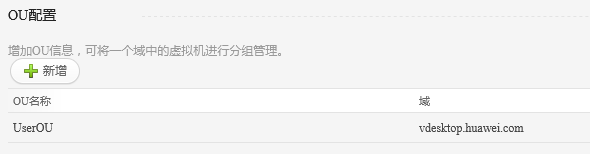 OU配置
增加OU信息，可将一个域中的虚拟机进行分组管理。
新增
OU名称 域
UserOU vdesktop.huawei.com